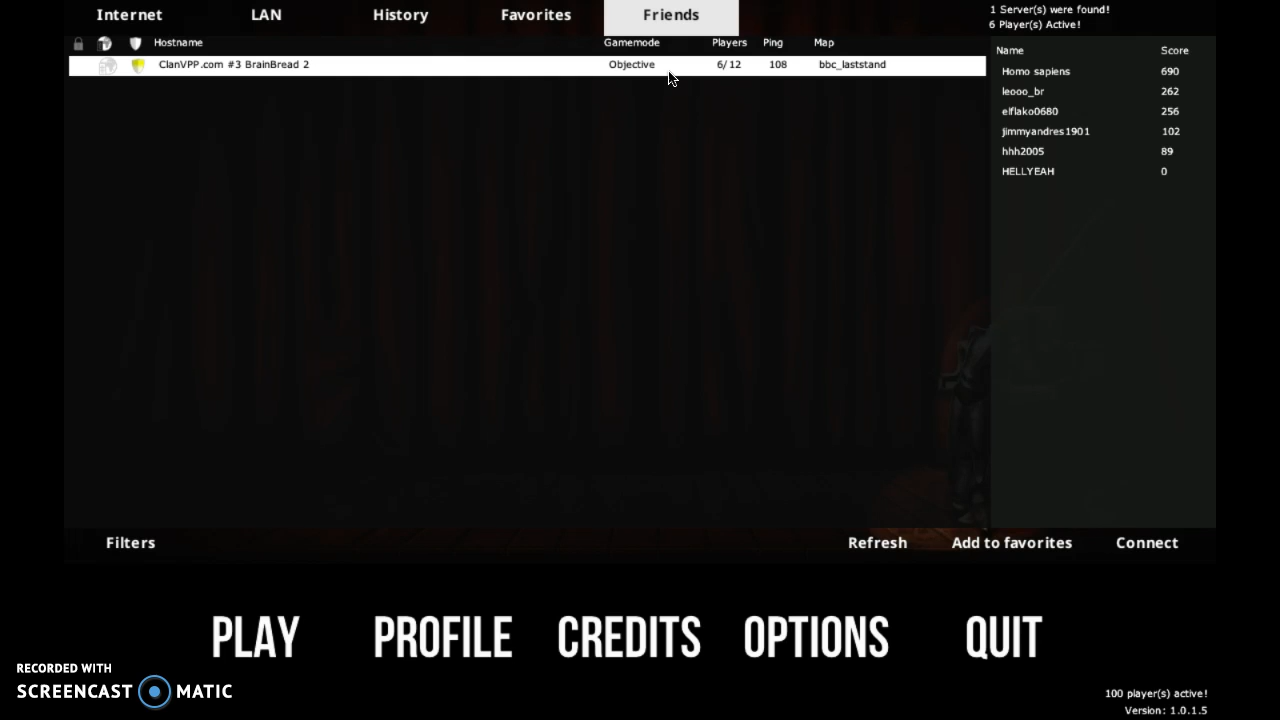 Internet LAN History Favorites Friends
1 Server(s) were found!
6 Player(s) Active!
Hostname Gamemode Players Ping Map
ClanVPP.com #3 BrainBread 2 Objective 6/12 108 bbc_laststand
Name Score
Homo sapiens 690
leooo_br 262
elflako0680 256
jimmyandres1901 102
hhh2005 89
HELLYEAH 0
Filters Refresh Add to favorites Connect
PLAY PROFILE CREDITS OPTIONS QUIT
RECORDED WITH
SCREENCAST MATIC
100 player(s) active!
Version: 1.0.1.5